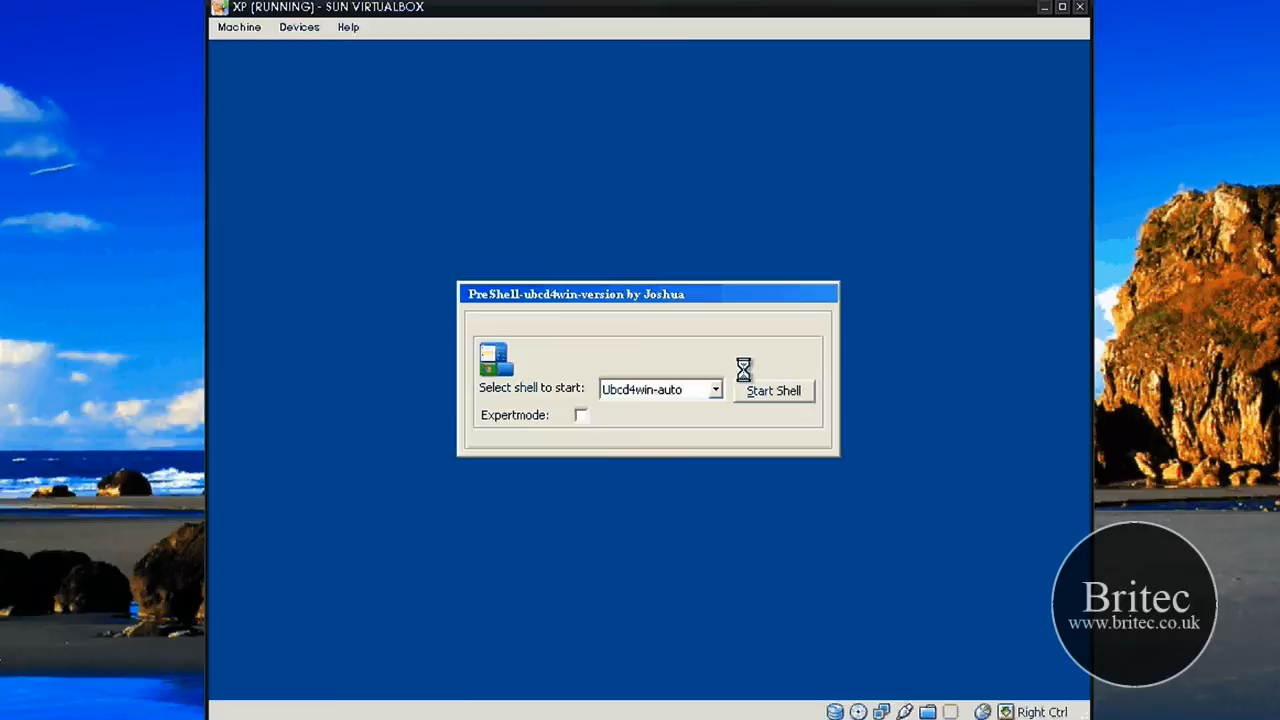 XP [RUNNING] - SUN VIRTUALBOX
Machine Devices Help
PreShell-ubcd4win-version by Joshua
Select shell to start: Ubcd4win-auto Start Shell
Expertmode:
Britec
www.britec.co.uk
Right Ctrl